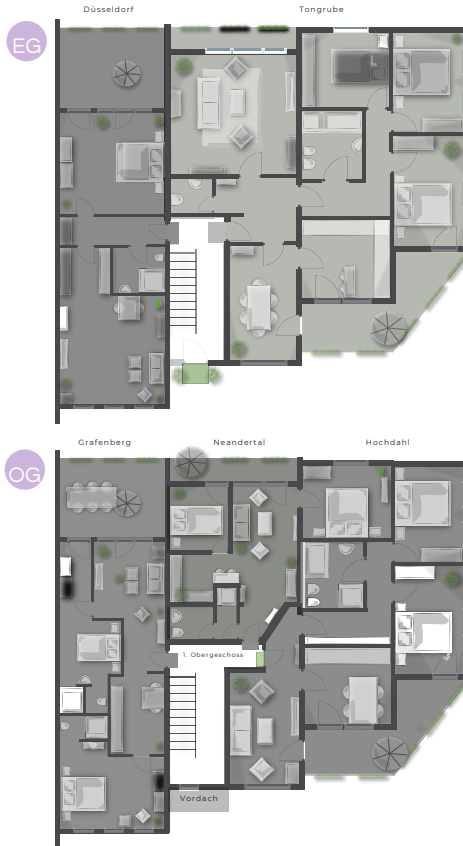 Düsseldorf
Tongrube
EG
Grafenberg
Neandertal
Hochdahl
OG
1. Obergeschoss
Vordach